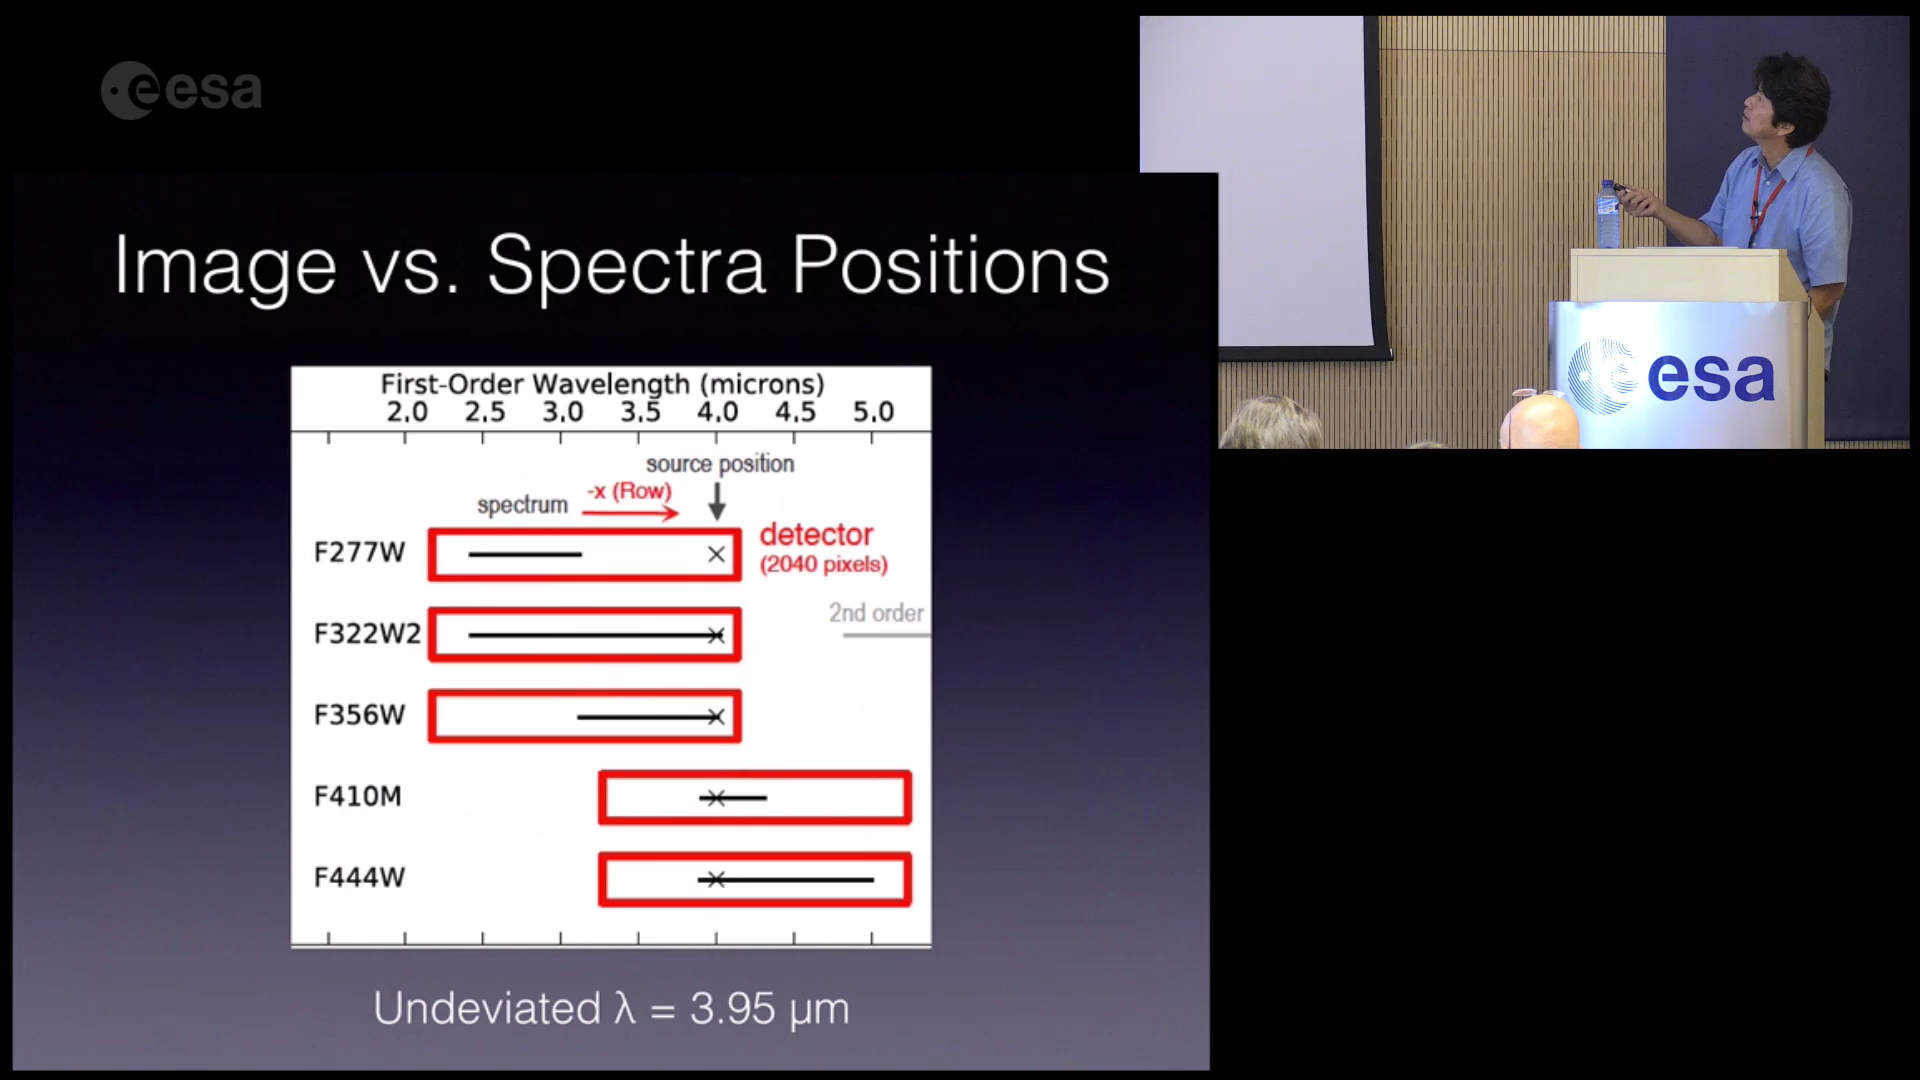 esa
Image vs. Spectra Positions
First-Order Wavelength (microns)
2.0 2.5 3.0 3.5 4.0 4.5 5.0
source position
-x (Row)
spectrum
detector
(2040 pixels)
F277W
2nd order
F322W2
F356W
F410M
F444W
Undeviated λ = 3.95 μm
esa